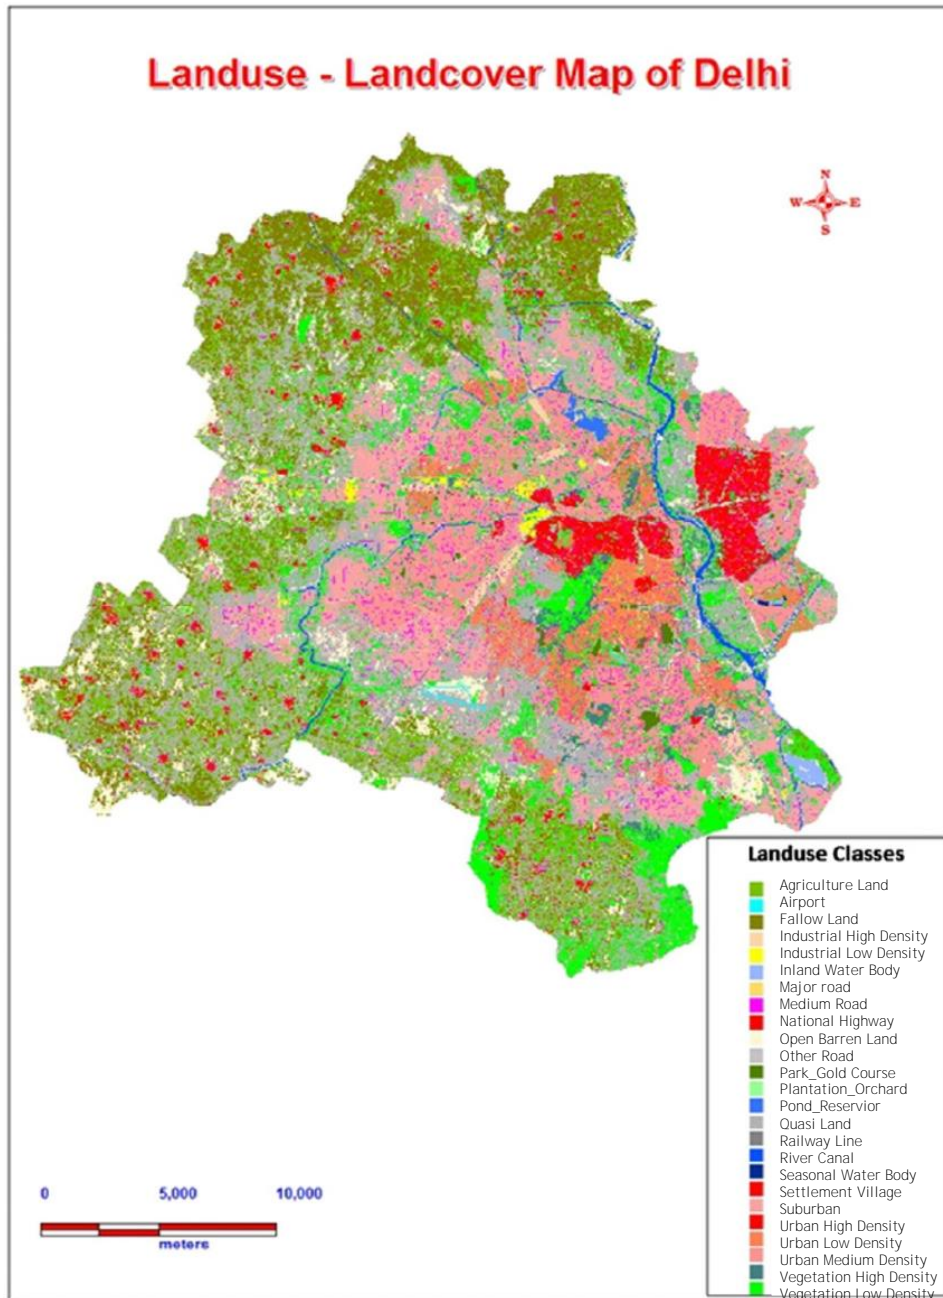 Landuse - Landcover Map of Delhi
N
W E
S
Landuse Classes
Agriculture Land
Airport
Fallow Land
Industrial High Density
Industrial Low Density
Inland Water Body
Major road
Medium Road
National Highway
Open Barren Land
Other Road
Park_Gold Course
Plantation_Orchard
Pond_Reservior
Quasi Land
Railway Line
River Canal
Seasonal Water Body
Settlement Village
Suburban
Urban High Density
Urban Low Density
Urban Medium Density
Vegetation High Density
Vegetation Low Density
0 5,000 10,000
meters